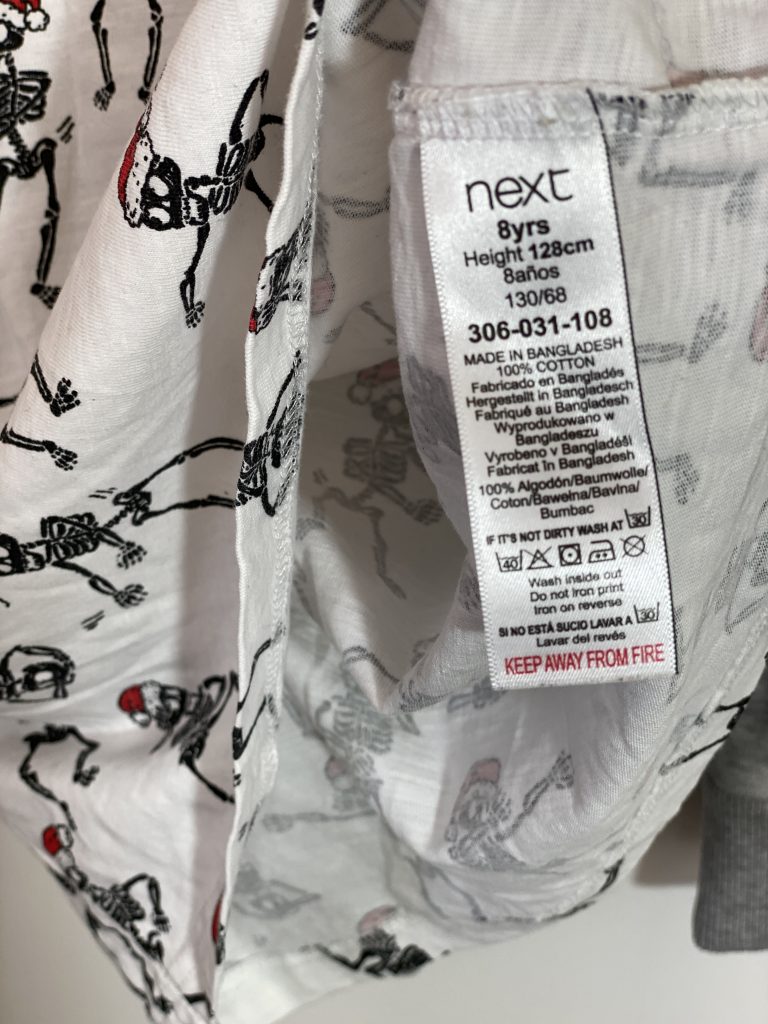 next
8yrs
Height 128cm
8años
130/68
306-031-108
MADE IN BANGLADESH
100% COTTON
Fabricado en Bangladés
Hergestellt in Bangladesch
Fabriqué au Bangladesh
Wyprodukowano w
Bangladeszu
Vyrobeno v Bangladéši
Fabricat în Bangladesh
100% Algodón/Baumwolle/
Coton/Bawełna/Bavlna/
Bumbac
IF IT'S NOT DIRTY WASH AT 30
40
Wash inside out
Do not iron print
Iron on reverse
SI NO ESTÁ SUCIO LAVAR A 30
Lavar del revés
KEEP AWAY FROM FIRE